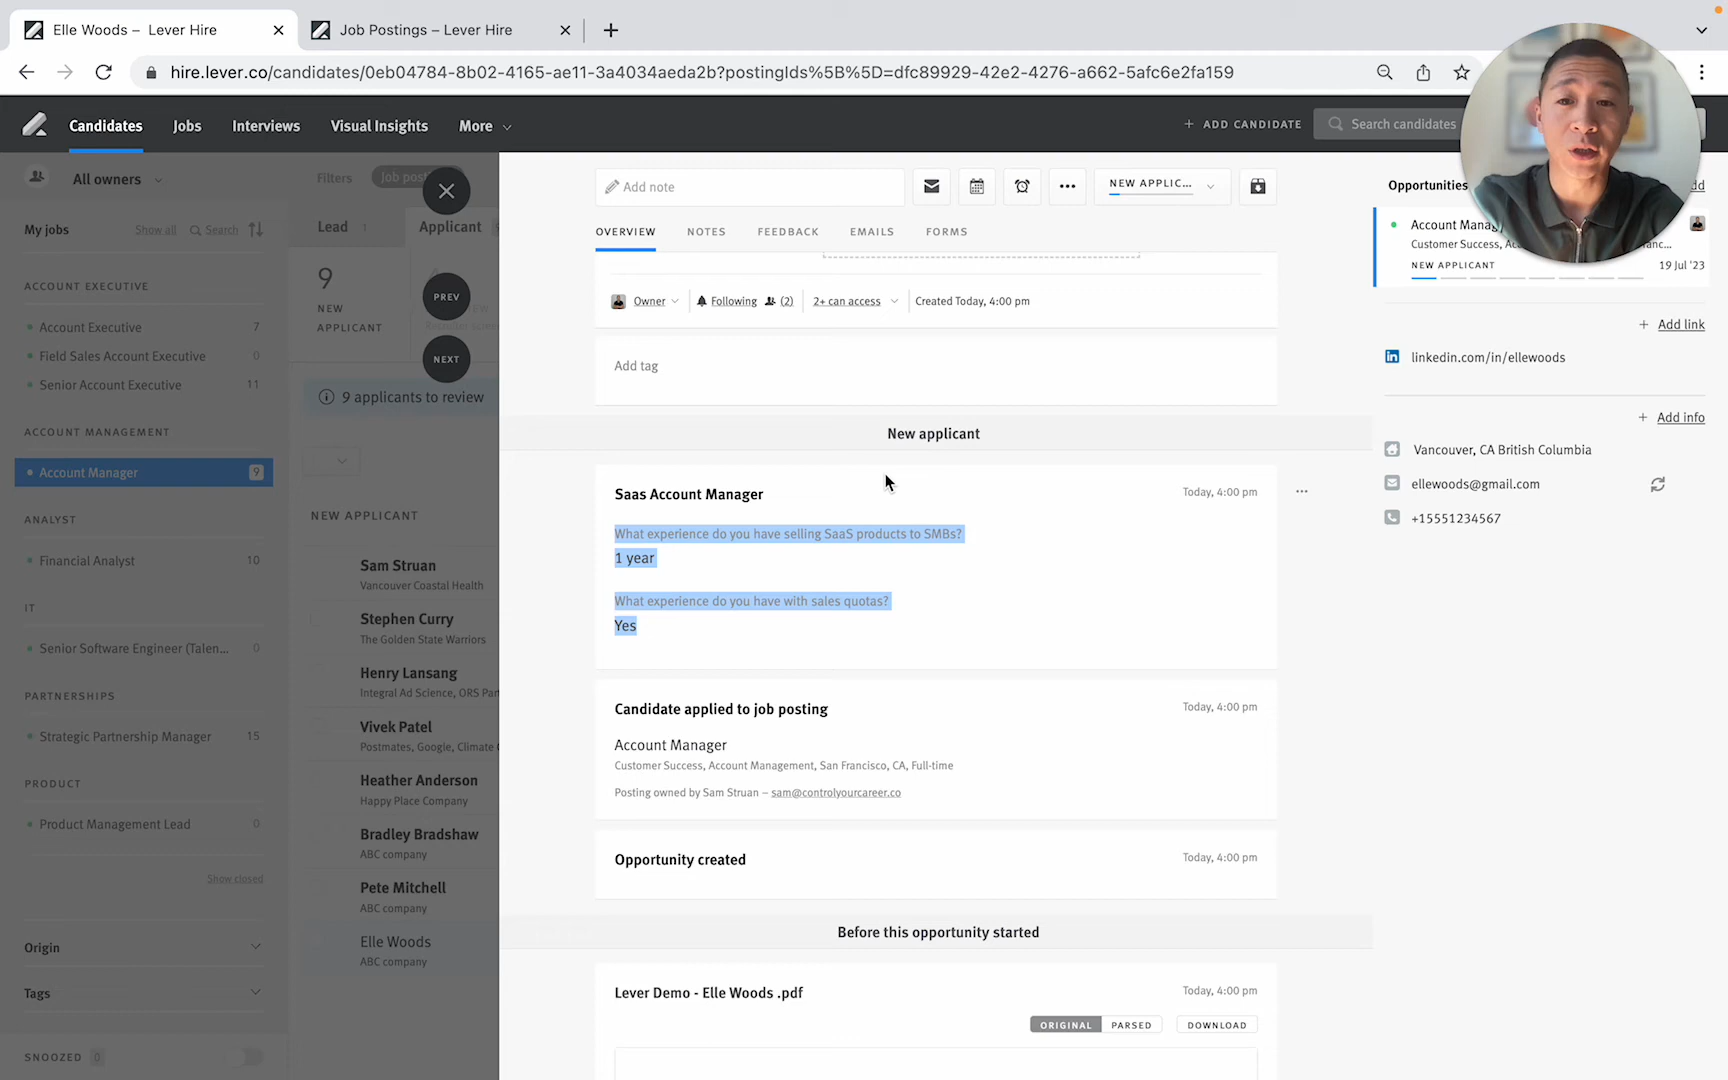 Elle Woods – Lever Hire
Job Postings – Lever Hire
hire.lever.co/candidates/0eb04784-8b02-4165-ae11-3a4034aeda2b?postingIds%5B%5D=dfc89929-42e2-4276-a662-5afc6e2fa159
Candidates
Jobs
Interviews
Visual Insights
More
+ ADD CANDIDATE
Search candidates
All owners
Filters
My jobs
Show all
Search
ACCOUNT EXECUTIVE
Account Executive 7
Field Sales Account Executive 0
Senior Account Executive 11
ACCOUNT MANAGEMENT
Account Manager 9
ANALYST
Financial Analyst 10
IT
Senior Software Engineer (Talen... 0
PARTNERSHIPS
Strategic Partnership Manager 15
PRODUCT
Product Management Lead 0
Show closed
Origin
Tags
SNOOZED 0
Lead 1
Applicant
9
NEW
APPLICANT
9 applicants to review
NEW APPLICANT
Sam Struan
Vancouver Coastal Health
Stephen Curry
The Golden State Warriors
Henry Lansang
Integral Ad Science, ORS
Vivek Patel
Postmates, Google, Climate
Heather Anderson
Happy Place Company
Bradley Bradshaw
ABC company
Pete Mitchell
ABC company
Elle Woods
ABC company
PREV
NEXT
Add note
NEW APPLIC...
OVERVIEW
NOTES
FEEDBACK
EMAILS
FORMS
Owner
Following
(2)
2+ can access
Created Today, 4:00 pm
Add tag
New applicant
Saas Account Manager
Today, 4:00 pm
What experience do you have selling SaaS products to SMBs?
1 year
What experience do you have with sales quotas?
Yes
Candidate applied to job posting
Today, 4:00 pm
Account Manager
Customer Success, Account Management, San Francisco, CA, Full-time
Posting owned by Sam Struan – sam@controlyourcareer.co
Opportunity created
Today, 4:00 pm
Before this opportunity started
Lever Demo - Elle Woods .pdf
Today, 4:00 pm
ORIGINAL
PARSED
DOWNLOAD
Opportunities
Account Manag
Customer Success,
NEW APPLICANT
19 Jul '23
+ Add link
linkedin.com/in/ellewoods
+ Add info
Vancouver, CA British Columbia
ellewoods@gmail.com
+15551234567